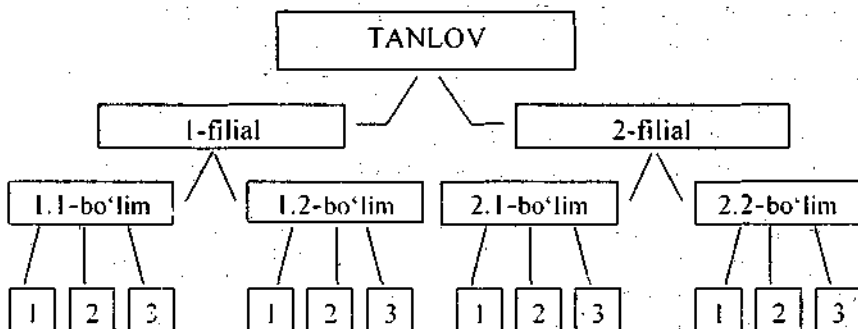 TANLOV
1-filial 2-filial
1.1-bo‘lim 1.2-bo‘lim 2.1-bo‘lim 2.2-bo‘lim
1 2 3 1 2 3 1 2 3 1 2 3